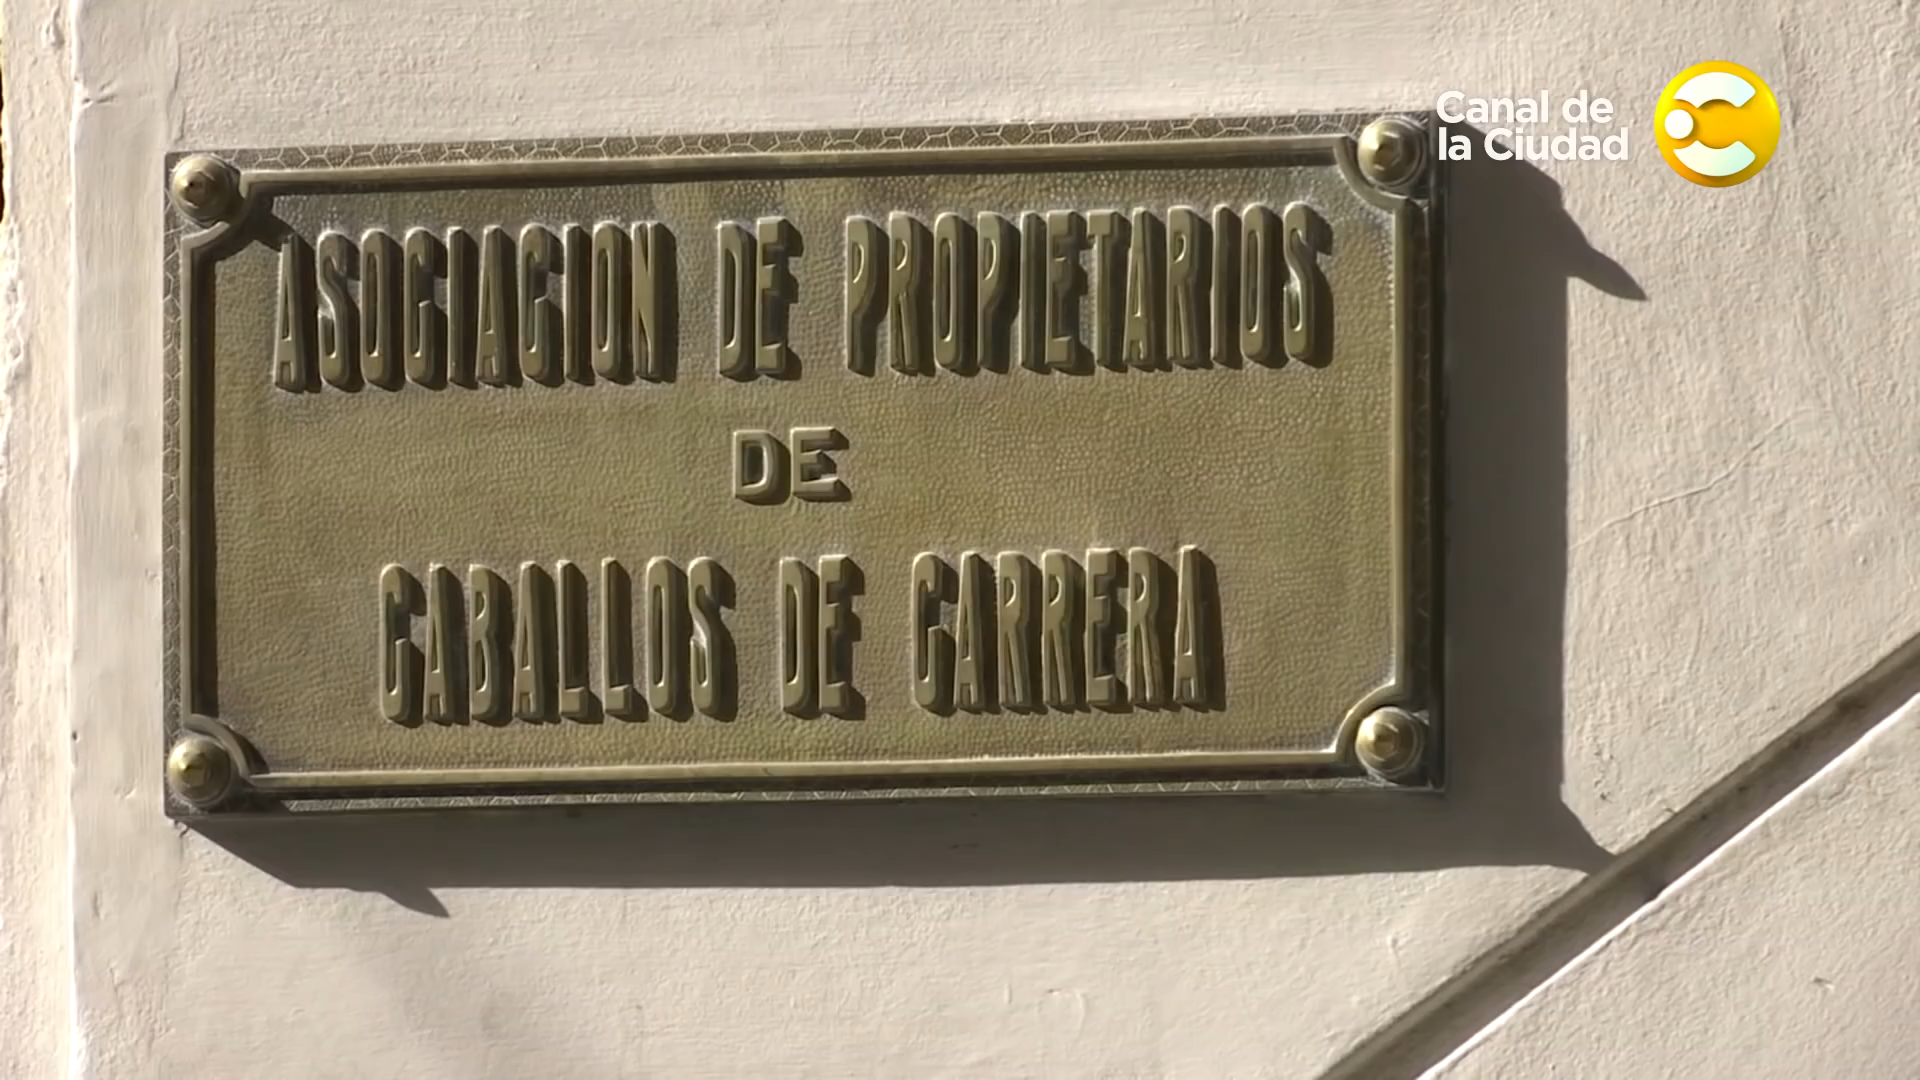 ASOCIACION DE PROPIETARIOS
DE
CABALLOS DE CARRERA
Canal de
la Ciudad